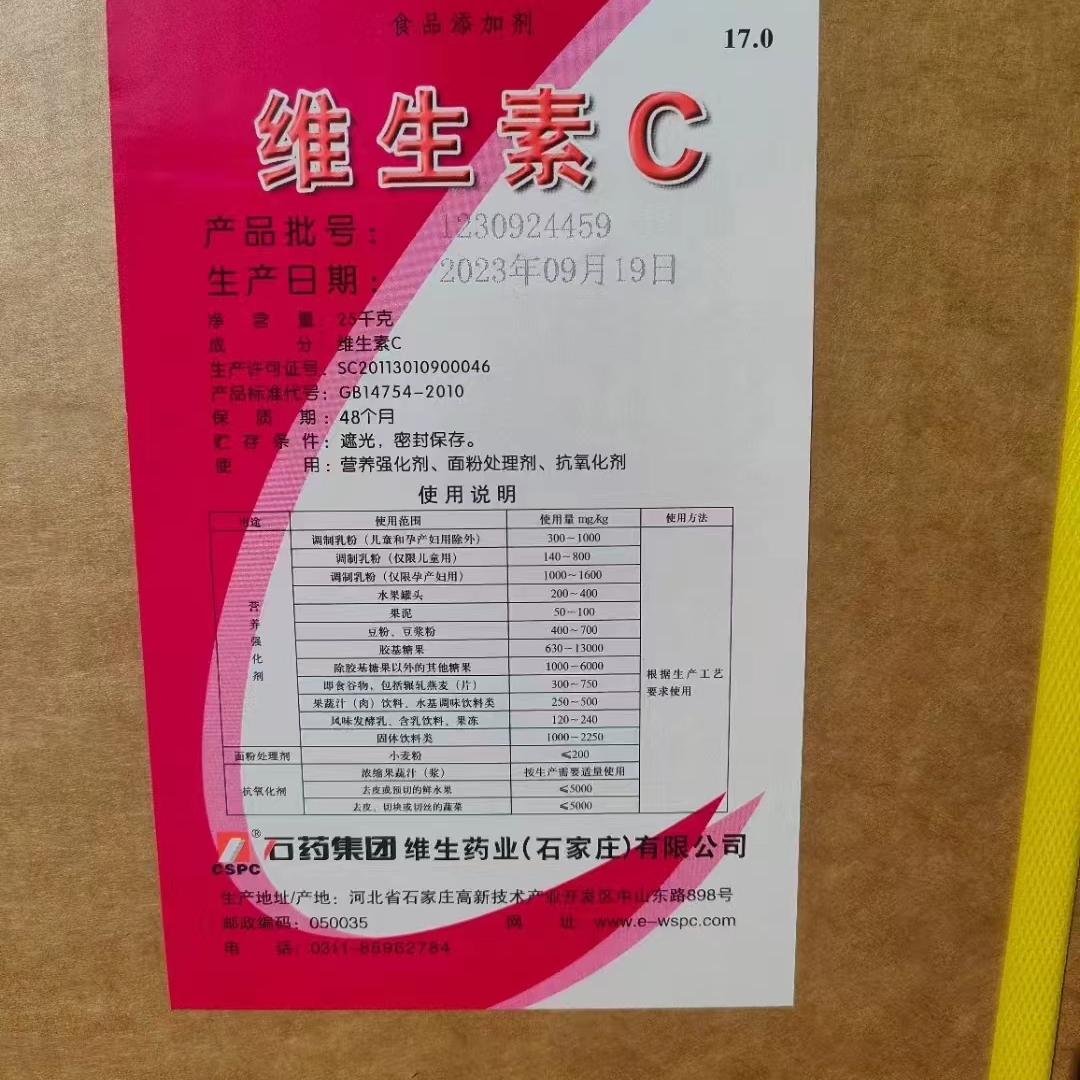 食品添加剂
17.0
维生素C
产品批号: 1230924459
生产日期: 2023年09月19日
净含量: 25千克
成分: 维生素C
生产许可证号: SC20113010900046
产品标准代号: GB14754-2010
保质期: 48个月
贮存条件: 遮光，密封保存。
使用: 营养强化剂、面粉处理剂、抗氧化剂
使用说明
用途 使用范围 使用量 mg/kg 使用方法
营养强化剂 调制乳粉（儿童和孕产妇用除外） 300~1000 根据生产工艺要求使用
调制乳粉（仅限儿童用） 140~800
调制乳粉（仅限孕产妇用） 1000~1600
水果罐头 200~400
果泥 50~100
豆粉、豆浆粉 400~700
胶基糖果 630~13000
除胶基糖果以外的其他糖果 1000~6000
即食谷物，包括辗轧燕麦（片） 300~750
果蔬汁（肉）饮料、水基调味饮料类 250~500
风味发酵乳、含乳饮料、果冻 120~240
固体饮料类 1000~2250
面粉处理剂 小麦粉 ≤200
抗氧化剂 浓缩果蔬汁（浆） 按生产需要适量使用
去皮或预切的鲜水果 ≤5000
去皮、切块或切丝的蔬菜 ≤5000
CSPC ® 石药集团 维生药业(石家庄)有限公司
生产地址/产地: 河北省石家庄高新技术产业开发区中山东路898号
邮政编码: 050035 网址 www.e-wspc.com
电话: 0311-86962784